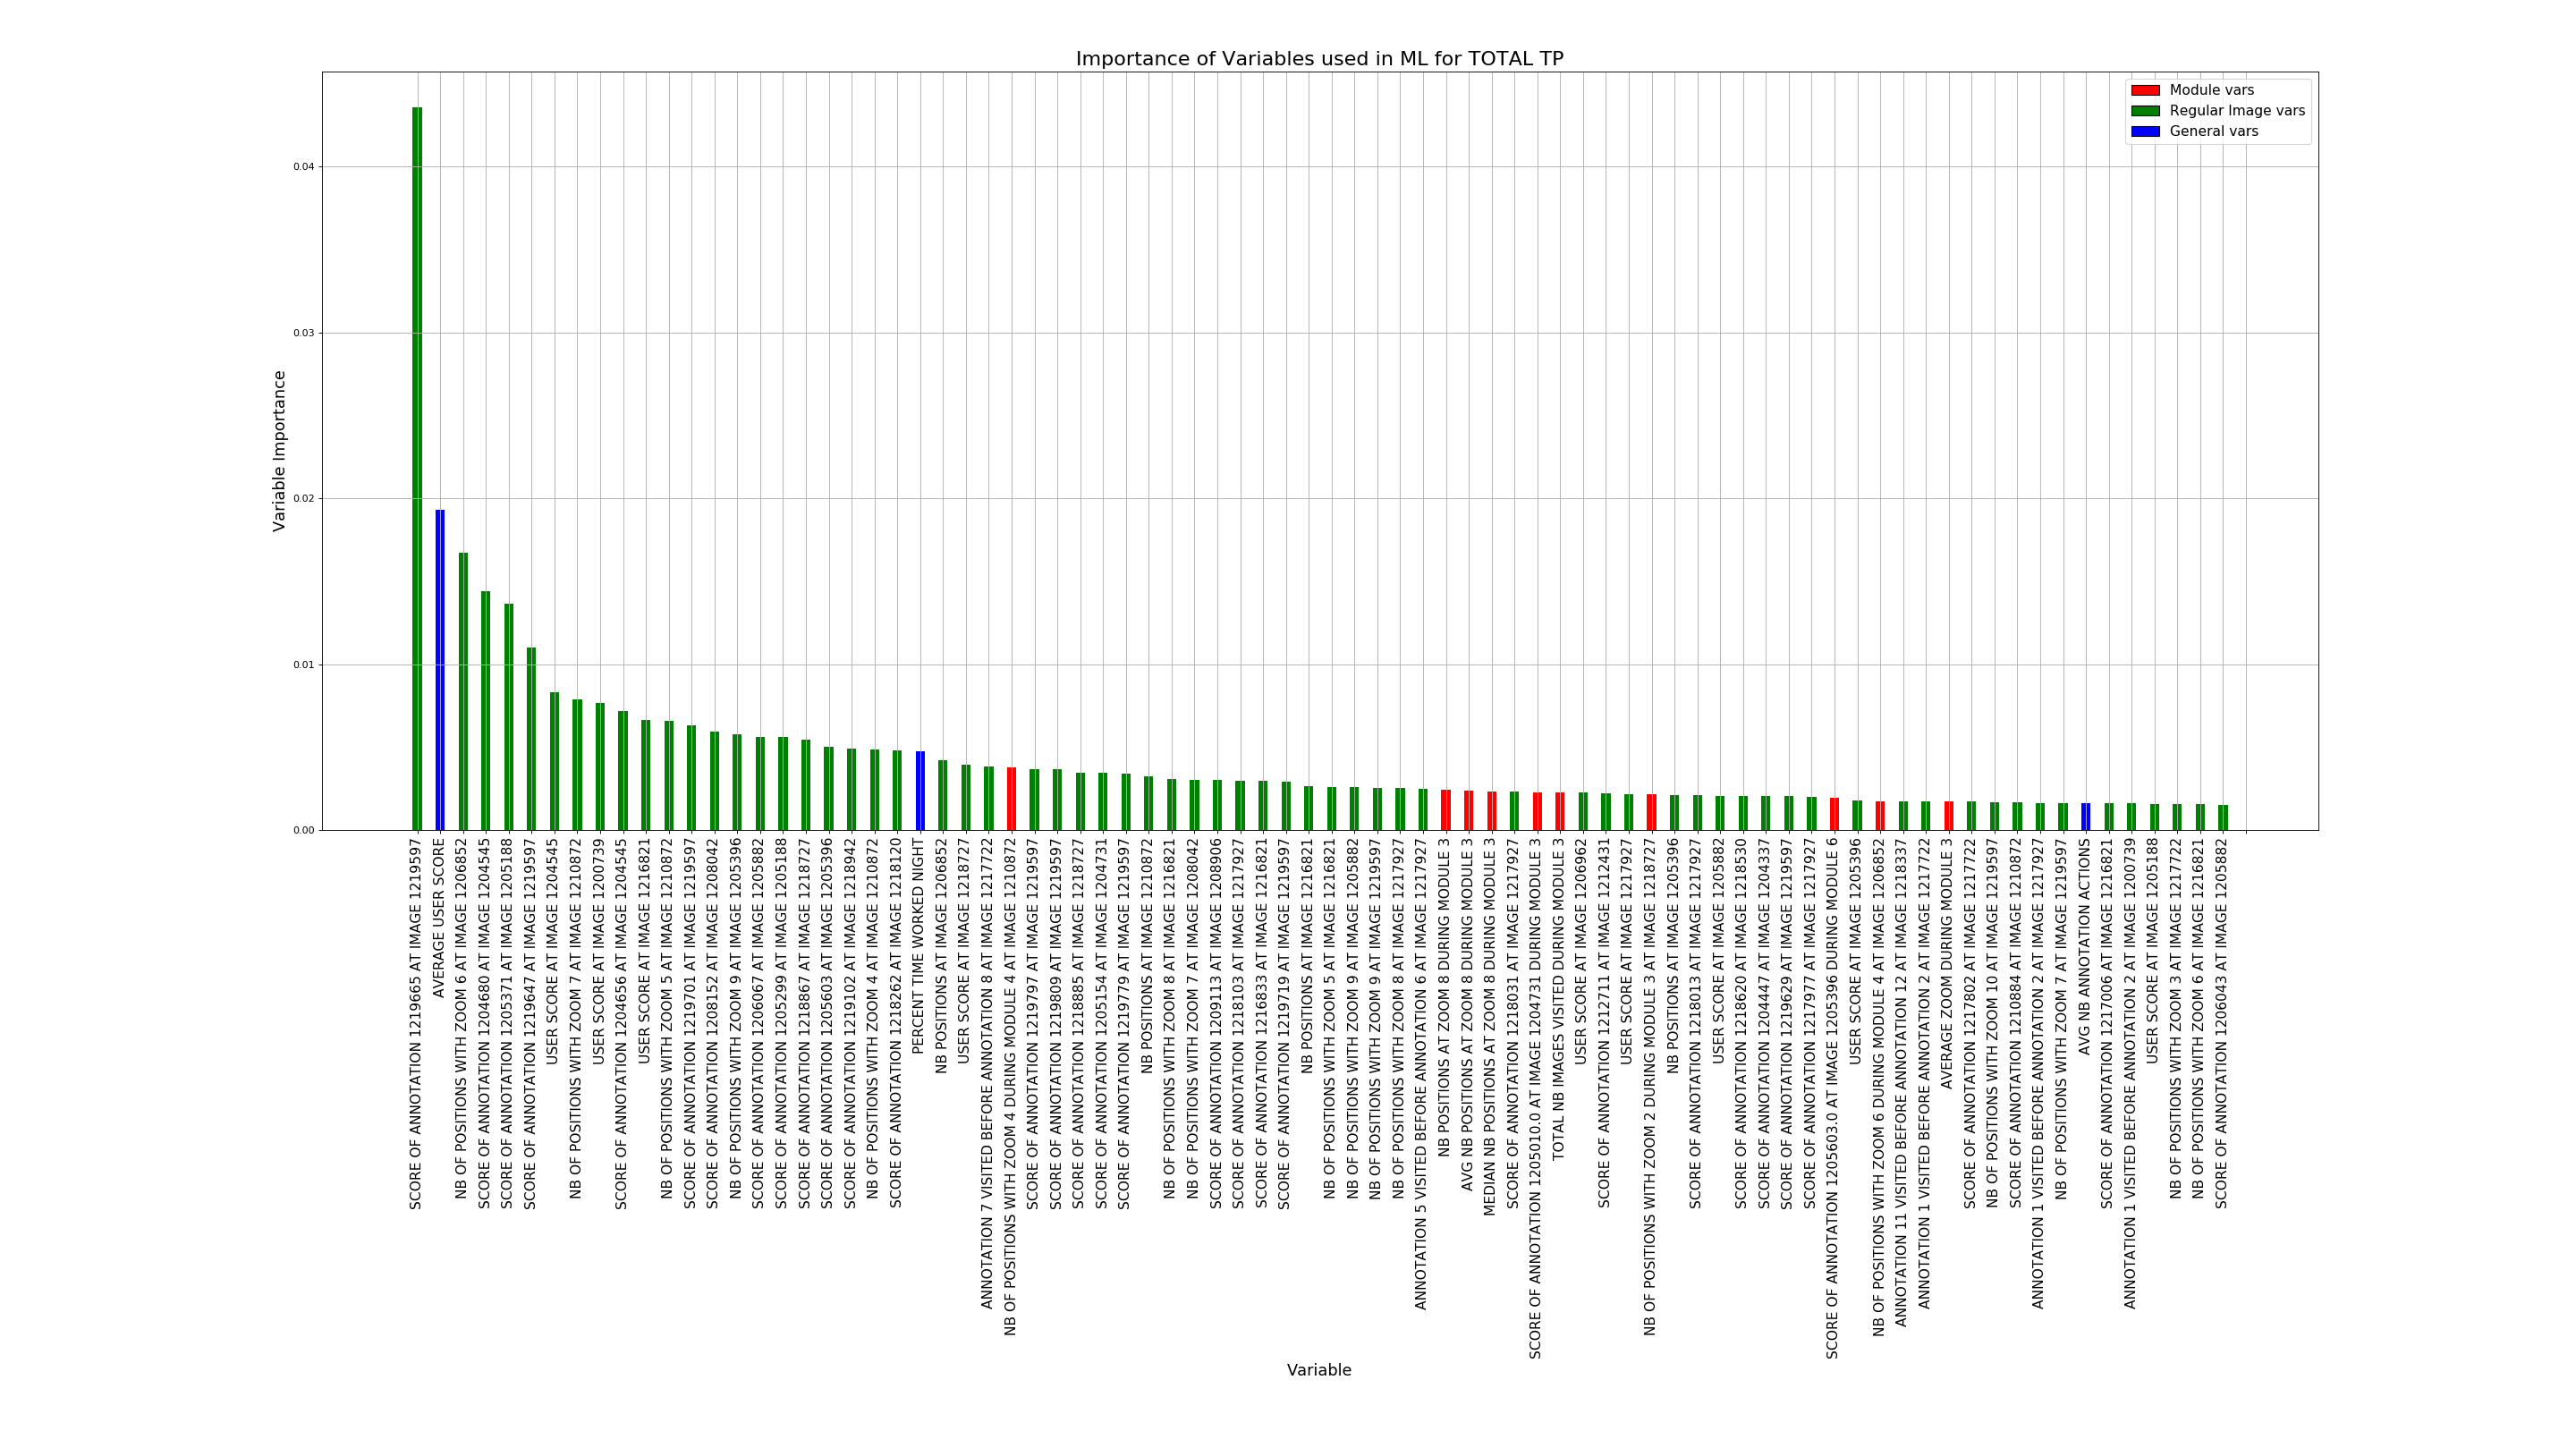 Importance of Variables used in ML for TOTAL TP
Module vars
Regular Image vars
General vars
Variable Importance
0.04
0.03
0.02
0.01
0.00
SCORE OF ANNOTATION 1219665 AT IMAGE 1219597
AVERAGE USER SCORE
NB OF POSITIONS WITH ZOOM 6 AT IMAGE 1206852
SCORE OF ANNOTATION 1204680 AT IMAGE 1204545
SCORE OF ANNOTATION 1205371 AT IMAGE 1205188
SCORE OF ANNOTATION 1219647 AT IMAGE 1219597
USER SCORE AT IMAGE 1204545
NB OF POSITIONS WITH ZOOM 7 AT IMAGE 1210872
USER SCORE AT IMAGE 1200739
SCORE OF ANNOTATION 1204656 AT IMAGE 1204545
USER SCORE AT IMAGE 1216821
NB OF POSITIONS WITH ZOOM 5 AT IMAGE 1210872
SCORE OF ANNOTATION 1219701 AT IMAGE 1219597
SCORE OF ANNOTATION 1208152 AT IMAGE 1208042
NB OF POSITIONS WITH ZOOM 9 AT IMAGE 1205396
SCORE OF ANNOTATION 1206067 AT IMAGE 1205882
SCORE OF ANNOTATION 1205299 AT IMAGE 1205188
SCORE OF ANNOTATION 1218867 AT IMAGE 1218727
SCORE OF ANNOTATION 1205603 AT IMAGE 1205396
SCORE OF ANNOTATION 1219102 AT IMAGE 1218942
NB OF POSITIONS WITH ZOOM 4 AT IMAGE 1210872
SCORE OF ANNOTATION 1218262 AT IMAGE 1218120
PERCENT TIME WORKED NIGHT
NB POSITIONS AT IMAGE 1206852
USER SCORE AT IMAGE 1218727
ANNOTATION 7 VISITED BEFORE ANNOTATION 8 AT IMAGE 1217722
NB OF POSITIONS WITH ZOOM 4 DURING MODULE 4 AT IMAGE 1210872
SCORE OF ANNOTATION 1219797 AT IMAGE 1219597
SCORE OF ANNOTATION 1219809 AT IMAGE 1219597
SCORE OF ANNOTATION 1218885 AT IMAGE 1218727
SCORE OF ANNOTATION 1205154 AT IMAGE 1204731
SCORE OF ANNOTATION 1219779 AT IMAGE 1219597
NB POSITIONS AT IMAGE 1210872
NB OF POSITIONS WITH ZOOM 8 AT IMAGE 1216821
NB OF POSITIONS WITH ZOOM 7 AT IMAGE 1208042
SCORE OF ANNOTATION 1209113 AT IMAGE 1208906
SCORE OF ANNOTATION 1218103 AT IMAGE 1217927
SCORE OF ANNOTATION 1216833 AT IMAGE 1216821
SCORE OF ANNOTATION 1219719 AT IMAGE 1219597
NB POSITIONS AT IMAGE 1216821
NB OF POSITIONS WITH ZOOM 5 AT IMAGE 1216821
NB OF POSITIONS WITH ZOOM 9 AT IMAGE 1205882
NB OF POSITIONS WITH ZOOM 9 AT IMAGE 1219597
NB OF POSITIONS WITH ZOOM 8 AT IMAGE 1217927
ANNOTATION 5 VISITED BEFORE ANNOTATION 6 AT IMAGE 1217927
NB POSITIONS AT ZOOM 8 DURING MODULE 3
AVG NB POSITIONS AT ZOOM 8 DURING MODULE 3
MEDIAN NB POSITIONS AT ZOOM 8 DURING MODULE 3
SCORE OF ANNOTATION 1218031 AT IMAGE 1217927
SCORE OF ANNOTATION 1205010.0 AT IMAGE 1204731 DURING MODULE 3
TOTAL NB IMAGES VISITED DURING MODULE 3
USER SCORE AT IMAGE 1206962
SCORE OF ANNOTATION 1212711 AT IMAGE 1212431
USER SCORE AT IMAGE 1217927
NB OF POSITIONS WITH ZOOM 2 DURING MODULE 3 AT IMAGE 1218727
NB POSITIONS AT IMAGE 1205396
SCORE OF ANNOTATION 1218013 AT IMAGE 1217927
USER SCORE AT IMAGE 1205882
SCORE OF ANNOTATION 1218620 AT IMAGE 1218530
SCORE OF ANNOTATION 1204447 AT IMAGE 1204337
SCORE OF ANNOTATION 1219629 AT IMAGE 1219597
SCORE OF ANNOTATION 1217977 AT IMAGE 1217927
SCORE OF ANNOTATION 1205603.0 AT IMAGE 1205396 DURING MODULE 6
USER SCORE AT IMAGE 1205396
NB OF POSITIONS WITH ZOOM 6 DURING MODULE 4 AT IMAGE 1206852
ANNOTATION 11 VISITED BEFORE ANNOTATION 12 AT IMAGE 1218337
ANNOTATION 1 VISITED BEFORE ANNOTATION 2 AT IMAGE 1217722
AVERAGE ZOOM DURING MODULE 3
SCORE OF ANNOTATION 1217802 AT IMAGE 1217722
NB OF POSITIONS WITH ZOOM 10 AT IMAGE 1219597
SCORE OF ANNOTATION 1210884 AT IMAGE 1210872
ANNOTATION 1 VISITED BEFORE ANNOTATION 2 AT IMAGE 1217927
NB OF POSITIONS WITH ZOOM 7 AT IMAGE 1219597
AVG NB ANNOTATION ACTIONS
SCORE OF ANNOTATION 1217006 AT IMAGE 1216821
ANNOTATION 1 VISITED BEFORE ANNOTATION 2 AT IMAGE 1200739
USER SCORE AT IMAGE 1205188
NB OF POSITIONS WITH ZOOM 3 AT IMAGE 1217722
NB OF POSITIONS WITH ZOOM 6 AT IMAGE 1216821
SCORE OF ANNOTATION 1206043 AT IMAGE 1205882
Variable